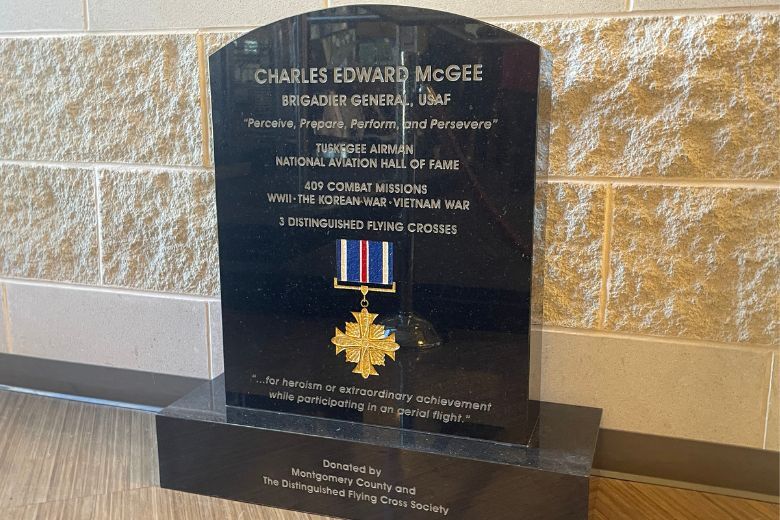 CHARLES EDWARD McGEE
BRIGADIER GENERAL, USAF
"Perceive, Prepare, Perform, and Persevere"
TUSKEGEE AIRMAN
NATIONAL AVIATION HALL OF FAME
409 COMBAT MISSIONS
WWII · THE KOREAN WAR · VIETNAM WAR
3 DISTINGUISHED FLYING CROSSES
"...for heroism or extraordinary achievement
while participating in an aerial flight."
Donated by
Montgomery County and
The Distinguished Flying Cross Society